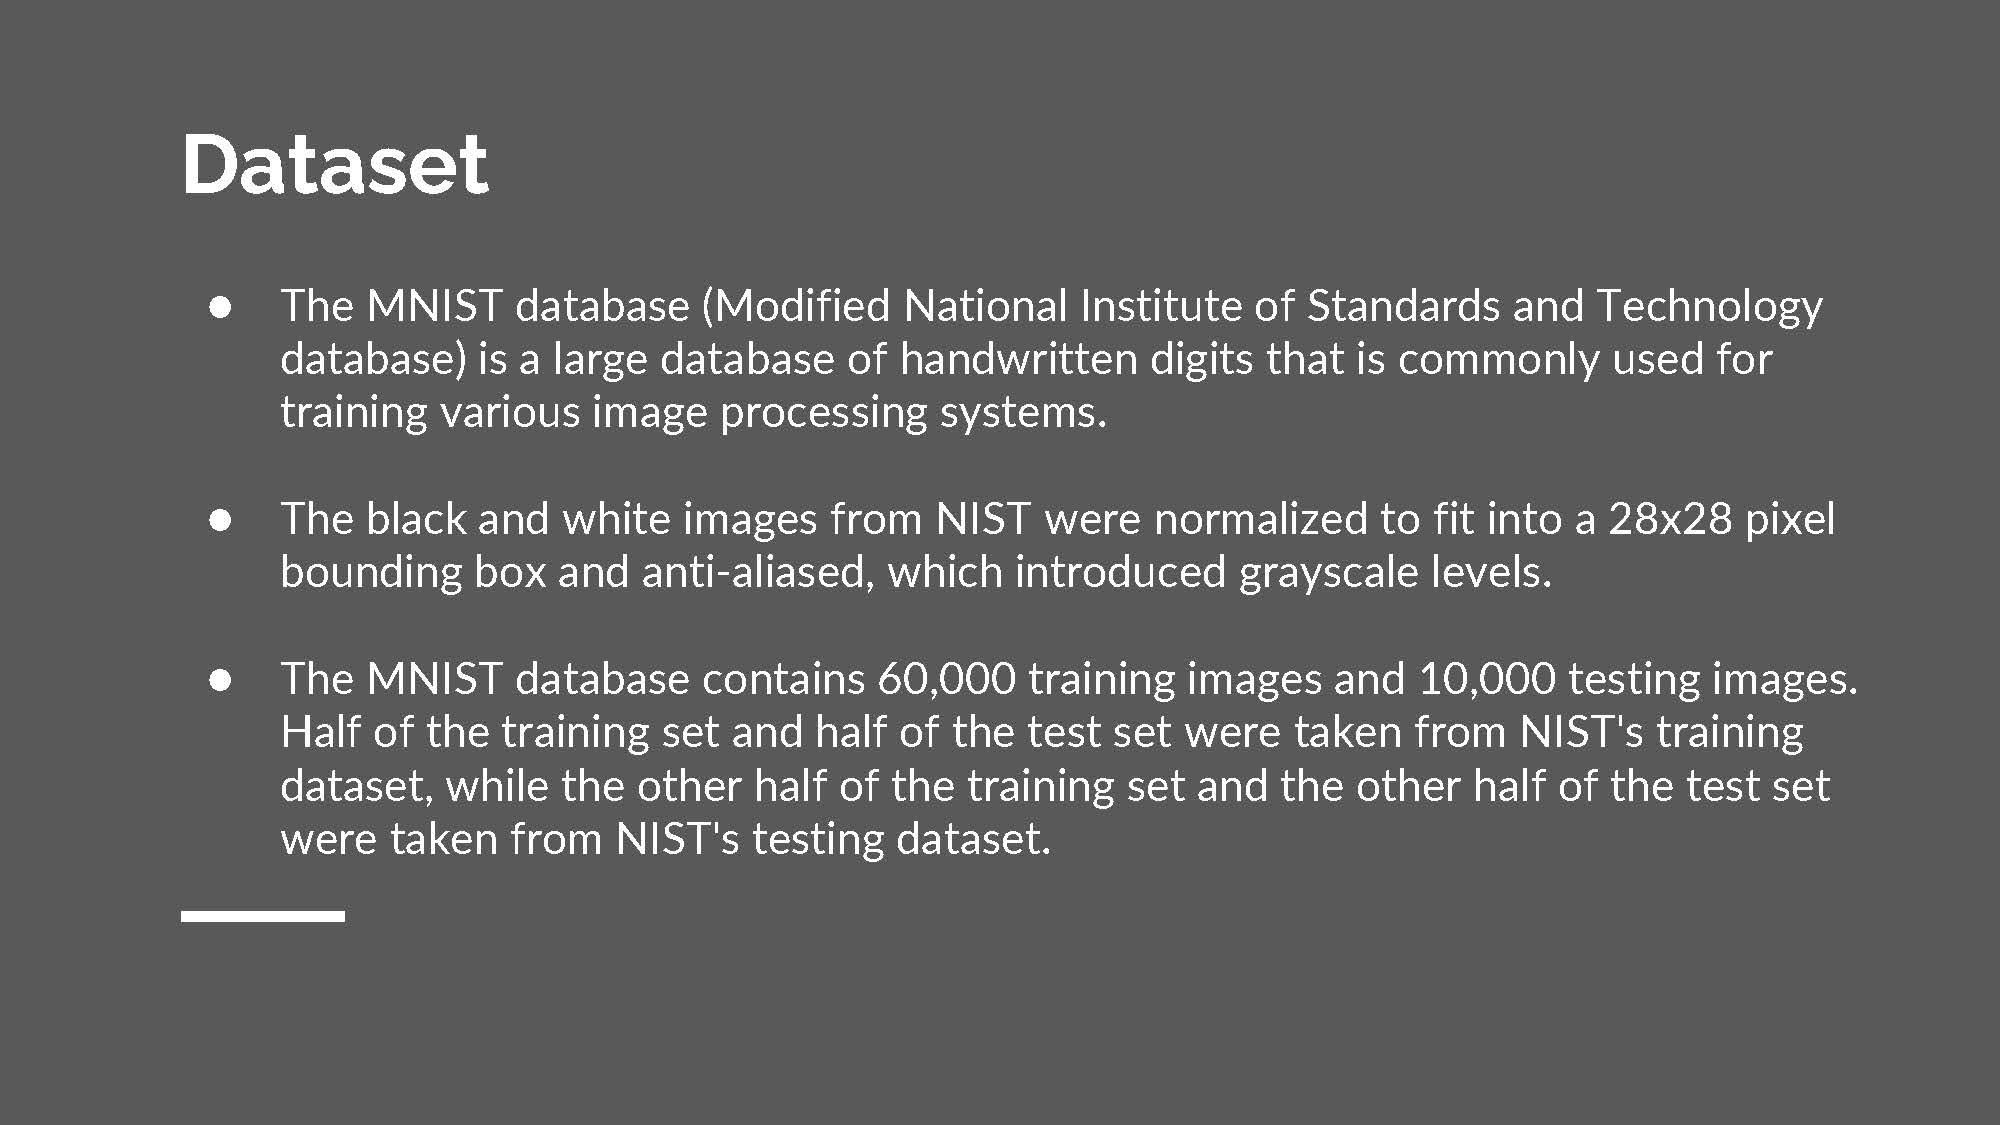 Dataset
● The MNIST database (Modified National Institute of Standards and Technology
database) is a large database of handwritten digits that is commonly used for
training various image processing systems.
● The black and white images from NIST were normalized to fit into a 28x28 pixel
bounding box and anti-aliased, which introduced grayscale levels.
● The MNIST database contains 60,000 training images and 10,000 testing images.
Half of the training set and half of the test set were taken from NIST's training
dataset, while the other half of the training set and the other half of the test set
were taken from NIST's testing dataset.